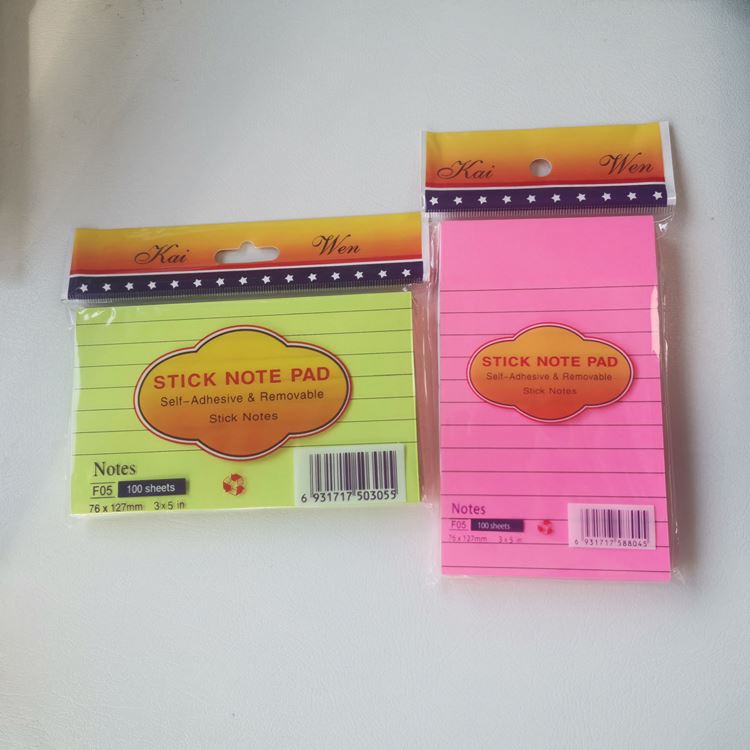 Kai Wen
STICK NOTE PAD
Self-Adhesive & Removable
Stick Notes
Notes
F05 100 sheets
76 x 127mm 3 x 5 in
6 931717 503055
Kai Wen
STICK NOTE PAD
Self-Adhesive & Removable
Stick Notes
Notes
F05 100 sheets
76 x 127mm 3 x 5 in
6 931717 588045